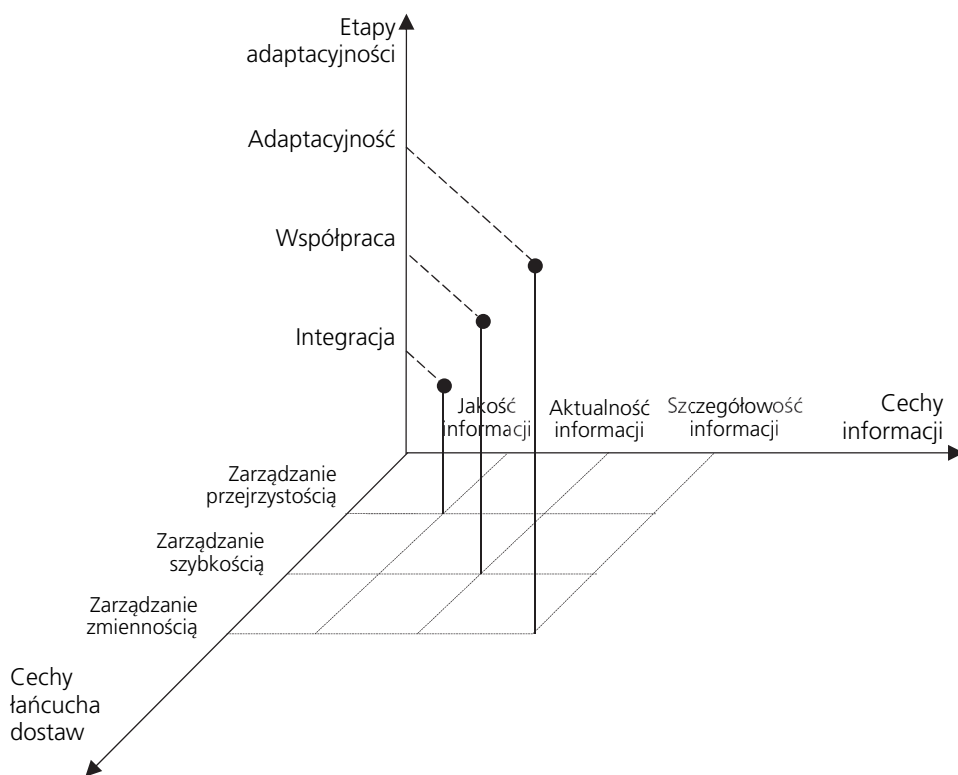 Etapy
adaptacyjności
Adaptacyjność
Współpraca
Integracja
Jakość
informacji
Aktualność
informacji
Szczegółowość
informacji
Cechy
informacji
Zarządzanie
przejrzystością
Zarządzanie
szybkością
Zarządzanie
zmiennością
Cechy
łańcucha
dostaw